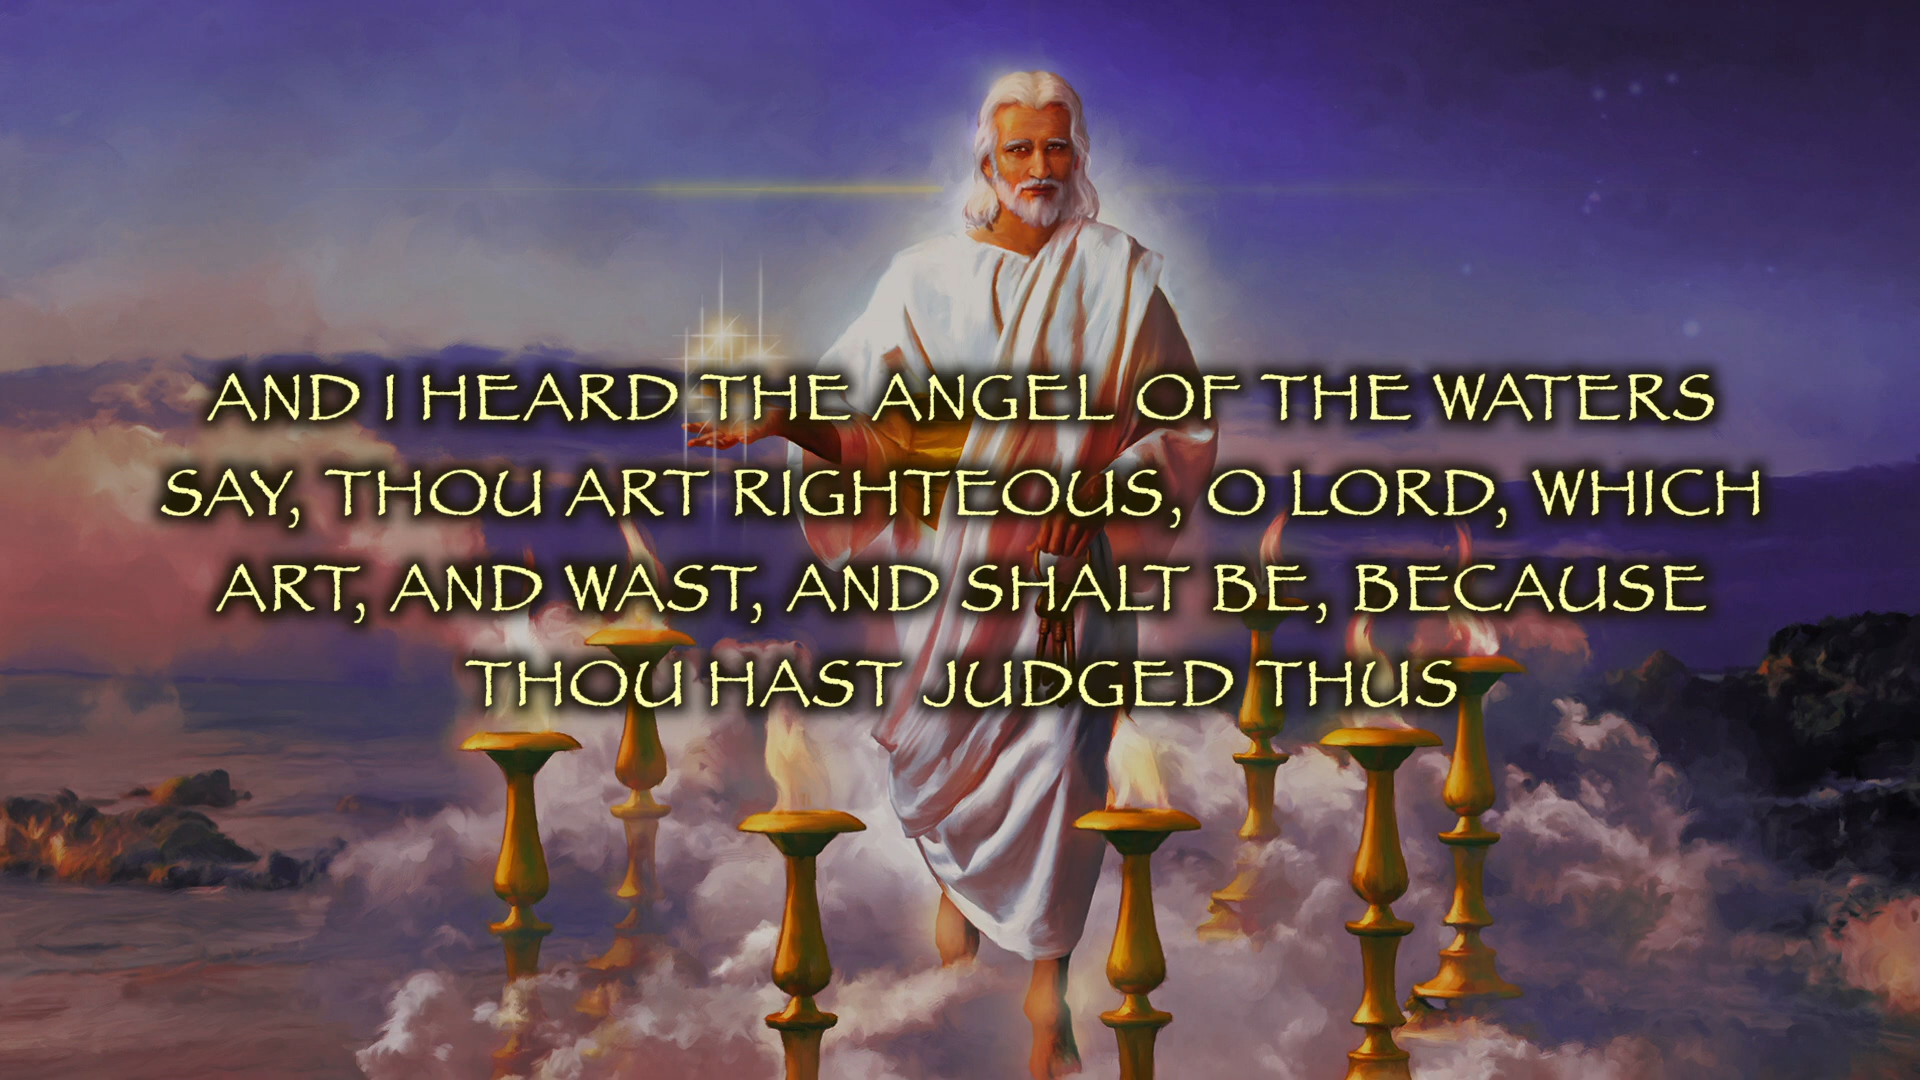 AND I HEARD THE ANGEL OF THE WATERS
SAY, THOU ART RIGHTEOUS, O LORD, WHICH
ART, AND WAST, AND SHALT BE, BECAUSE
THOU HAST JUDGED THUS